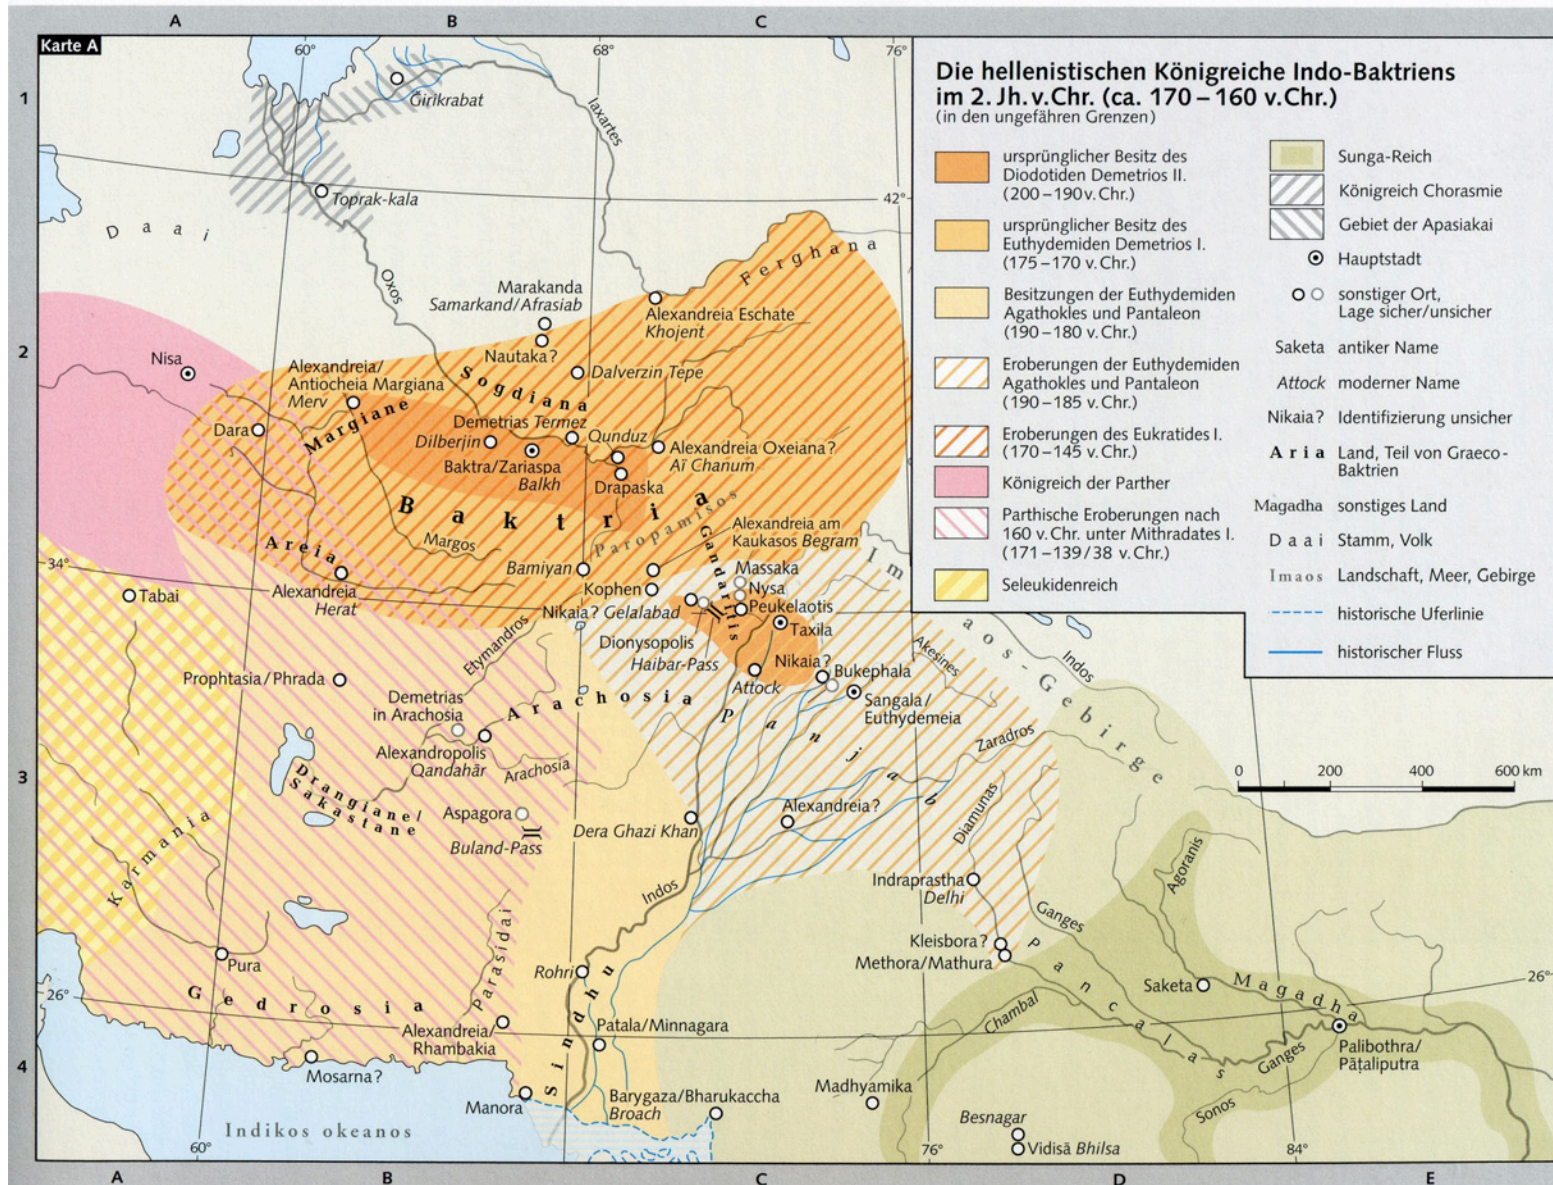 A
B
C
Karte A
60°
68°
76°
1
2
3
4
Die hellenistischen Königreiche Indo-Baktriens
im 2. Jh. v. Chr. (ca. 170 – 160 v. Chr.)
(in den ungefähren Grenzen)
ursprünglicher Besitz des
Diodotiden Demetrios II.
(200 – 190 v. Chr.)
ursprünglicher Besitz des
Euthydemiden Demetrios I.
(175 – 170 v. Chr.)
Besitzungen der Euthydemiden
Agathokles und Pantaleon
(190 – 180 v. Chr.)
Eroberungen der Euthydemiden
Agathokles und Pantaleon
(190 – 185 v. Chr.)
Eroberungen des Eukratides I.
(170 – 145 v. Chr.)
Königreich der Parther
Parthische Eroberungen nach
160 v. Chr. unter Mithradates I.
(171 – 139/38 v. Chr.)
Seleukidenreich
Sunga-Reich
Königreich Chorasmie
Gebiet der Apasiakai
Hauptstadt
sonstiger Ort,
Lage sicher/unsicher
Saketa antiker Name
Attock moderner Name
Nikaia? Identifizierung unsicher
Aria Land, Teil von Graeco-
Baktrien
Magadha sonstiges Land
Daai Stamm, Volk
Imaos Landschaft, Meer, Gebirge
historische Uferlinie
historischer Fluss
Girikrabat
Iaxartes
Toprak-kala
42°
Daai
Oxos
Ferghana
Marakanda
Samarkand/Afrasiab
Alexandreia Eschate
Khojent
Nautaka?
Nisa
Alexandreia/
Antiocheia Margiana
Merv
Sogdiana
Dalverzin Tepe
Margiane
Dara
Demetrias Termez
Dilberjin
Qunduz
Alexandreia Oxeiana?
Aï Chanum
Baktra/Zariaspa
Balkh
Drapaska
Baktria
Paropamisos
Margos
Areia
Alexandreia am
Kaukasos Begram
Gandaritis
Imaos-Gebirge
34°
Bamiyan
Massaka
Tabai
Alexandreia
Herat
Kophen
Nysa
Nikaia? Gelalabad
Peukelaotis
Taxila
Etymandros
Dionysopolis
Haibar-Pass
Akesines
Indos
Nikaia?
Bukephala
Prophtasia/Phrada
Attock
Sangala/
Euthydemeia
Demetrias
in Arachosia
Arachosia
Panjab
Zaradros
Alexandropolis
Qandahār
Arachosia
0 200 400 600 km
Drangiane/
Sakastane
Diamunas
Aspagora
Alexandreia?
Dera Ghazi Khan
Buland-Pass
Karmania
Agoranis
Indos
Indraprastha
Delhi
Ganges
Parasidai
Kleisbora?
Pura
Rohri
Methora/Mathura
Pancalas
26°
Gedrosia
Saketa
Magadha
26°
Sindhu
Chambal
Alexandreia/
Rhambakia
Patala/Minnagara
Palibothra/
Pāṭaliputra
Ganges
Mosarna?
Manora
Barygaza/Bharukaccha
Broach
Madhyamika
Sonos
Besnagar
Indikos okeanos
Vidisā Bhilsa
60°
76°
84°
A
B
C
D
E